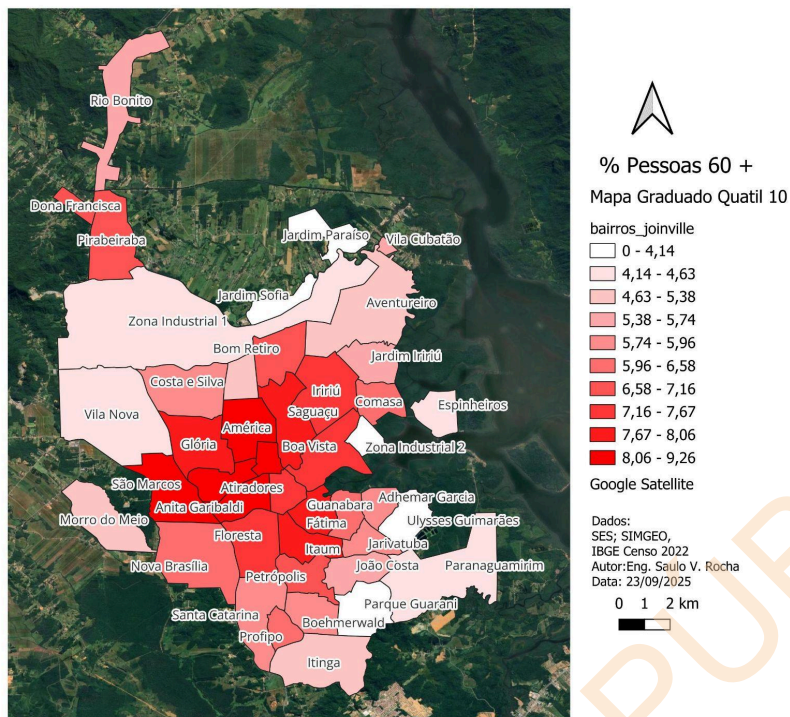 Rio Bonito
Dona Francisca
Pirabeiraba
Jardim Paraíso
Vila Cubatão
Jardim Sofia
Aventureiro
Zona Industrial 1
Bom Retiro
Jardim Iririú
Costa e Silva
Iririú
Comasa
Espinheiros
Vila Nova
América
Saguaçu
Glória
Boa Vista
Zona Industrial 2
São Marcos
Atiradores
Adhemar Garcia
Morro do Meio
Anita Garibaldi
Guanabara
Ulysses Guimarães
Fátima
Floresta
Itaum
Jarivatuba
Nova Brasília
Petrópolis
João Costa
Paranaguamirim
Parque Guarani
Santa Catarina
Boehmerwald
Profipo
Itinga
% Pessoas 60 +
Mapa Graduado Quatil 10
bairros_joinville
0 - 4,14
4,14 - 4,63
4,63 - 5,38
5,38 - 5,74
5,74 - 5,96
5,96 - 6,58
6,58 - 7,16
7,16 - 7,67
7,67 - 8,06
8,06 - 9,26
Google Satellite
Dados:
SES; SIMGEO,
IBGE Censo 2022
Autor:Eng. Saulo V. Rocha
Data: 23/09/2025
0 1 2 km